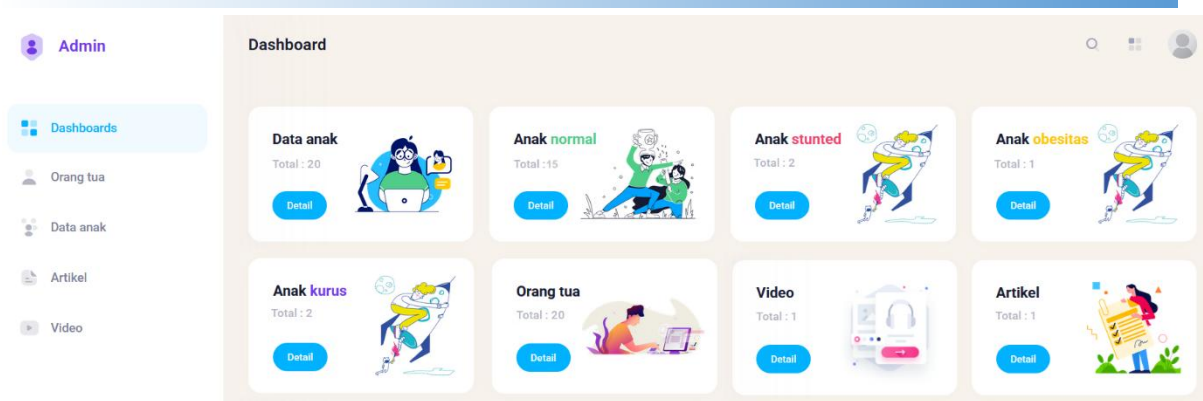 Admin
Dashboards
Orang tua
Data anak
Artikel
Video
Dashboard
Data anak
Total : 20
Detail
Anak normal
Total :15
Detail
Anak stunted
Total : 2
Detail
Anak obesitas
Total : 1
Detail
Anak kurus
Total : 2
Detail
Orang tua
Total : 20
Detail
Video
Total : 1
Detail
Artikel
Total : 1
Detail